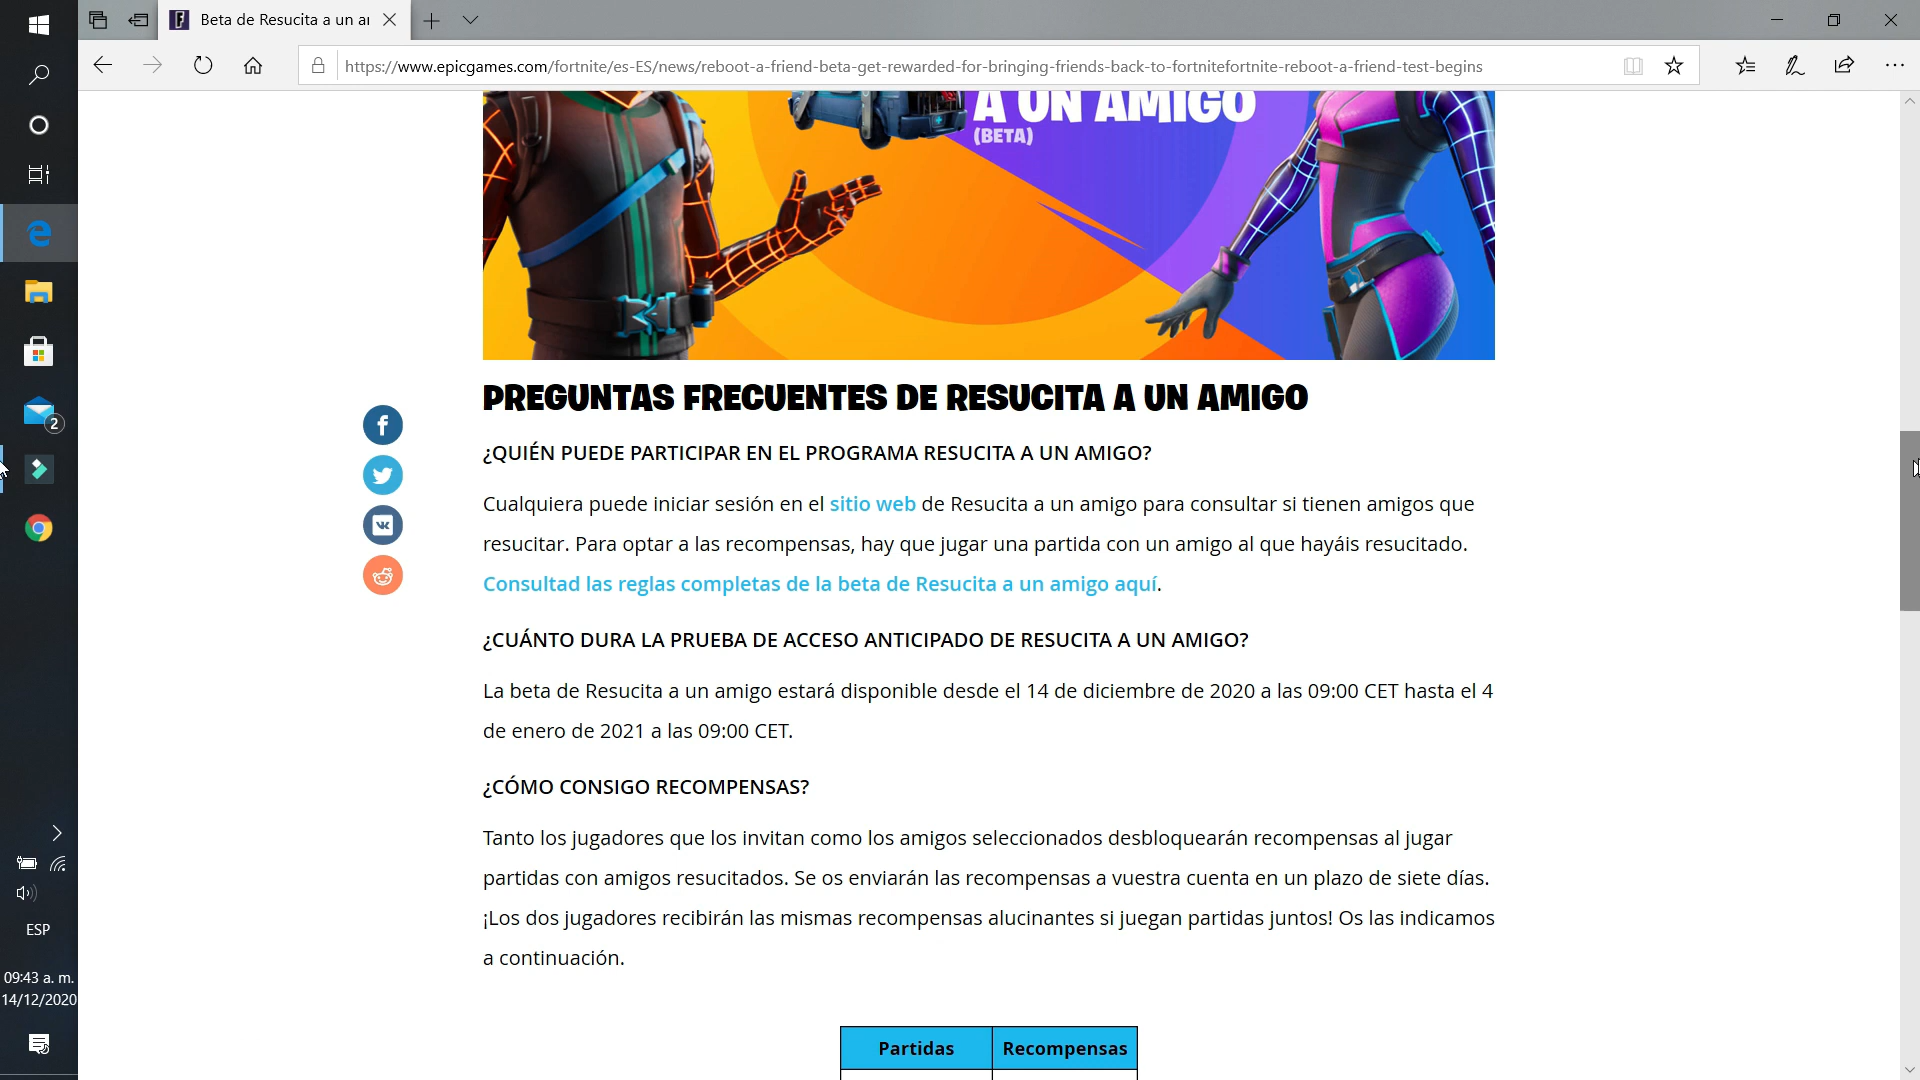 Beta de Resucita a un ai
https://www.epicgames.com/fortnite/es-ES/news/reboot-a-friend-beta-get-rewarded-for-bringing-friends-back-to-fortnitefortnite-reboot-a-friend-test-begins
A UN AMIGO
(BETA)
PREGUNTAS FRECUENTES DE RESUCITA A UN AMIGO
¿QUIÉN PUEDE PARTICIPAR EN EL PROGRAMA RESUCITA A UN AMIGO?
Cualquiera puede iniciar sesión en el sitio web de Resucita a un amigo para consultar si tienen amigos que
resucitar. Para optar a las recompensas, hay que jugar una partida con un amigo al que hayáis resucitado.
Consultad las reglas completas de la beta de Resucita a un amigo aquí.
¿CUÁNTO DURA LA PRUEBA DE ACCESO ANTICIPADO DE RESUCITA A UN AMIGO?
La beta de Resucita a un amigo estará disponible desde el 14 de diciembre de 2020 a las 09:00 CET hasta el 4
de enero de 2021 a las 09:00 CET.
¿CÓMO CONSIGO RECOMPENSAS?
Tanto los jugadores que los invitan como los amigos seleccionados desbloquearán recompensas al jugar
partidas con amigos resucitados. Se os enviarán las recompensas a vuestra cuenta en un plazo de siete días.
¡Los dos jugadores recibirán las mismas recompensas alucinantes si juegan partidas juntos! Os las indicamos
a continuación.
Partidas Recompensas
2
ESP
09:43 a. m.
14/12/2020